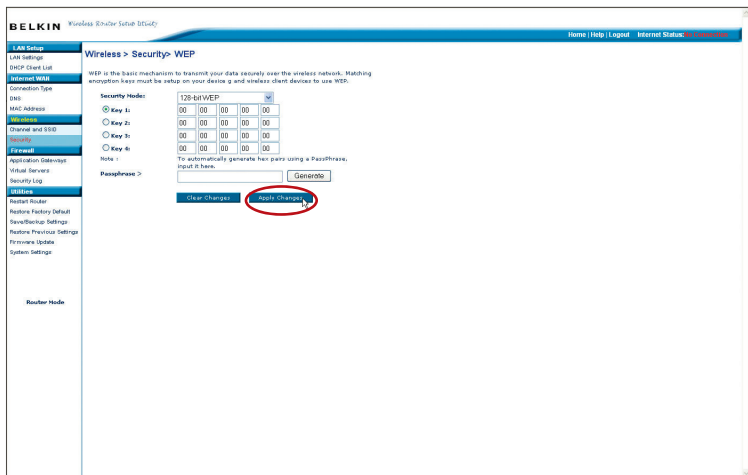 BELKIN Wireless Router Setup Utility
Home | Help | Logout Internet Status:
LAN Setup
LAN Settings
DHCP Client List
Internet WAN
Connection Type
DNS
MAC Address
Wireless
Channel and SSID
Security
Firewall
Application Gateways
Virtual Servers
Security Log
Utilities
Restart Router
Restore Factory Default
Save/Backup Settings
Restore Previous Settings
Firmware Update
System Settings
Router Mode
Wireless > Security> WEP
WEP is the basic mechanism to transmit your data securely over the wireless network. Matching
encryption keys must be setup on your device g and wireless client devices to use WEP.
Security Mode: 128-bit WEP
Key 1: 00 00 00 00 00
Key 2: 00 00 00 00 00
Key 3: 00 00 00 00 00
Key 4: 00 00 00 00 00
Note : To automatically generate hex pairs using a PassPhrase,
input it here.
Passphrase > Generate
Clear Changes Apply Changes